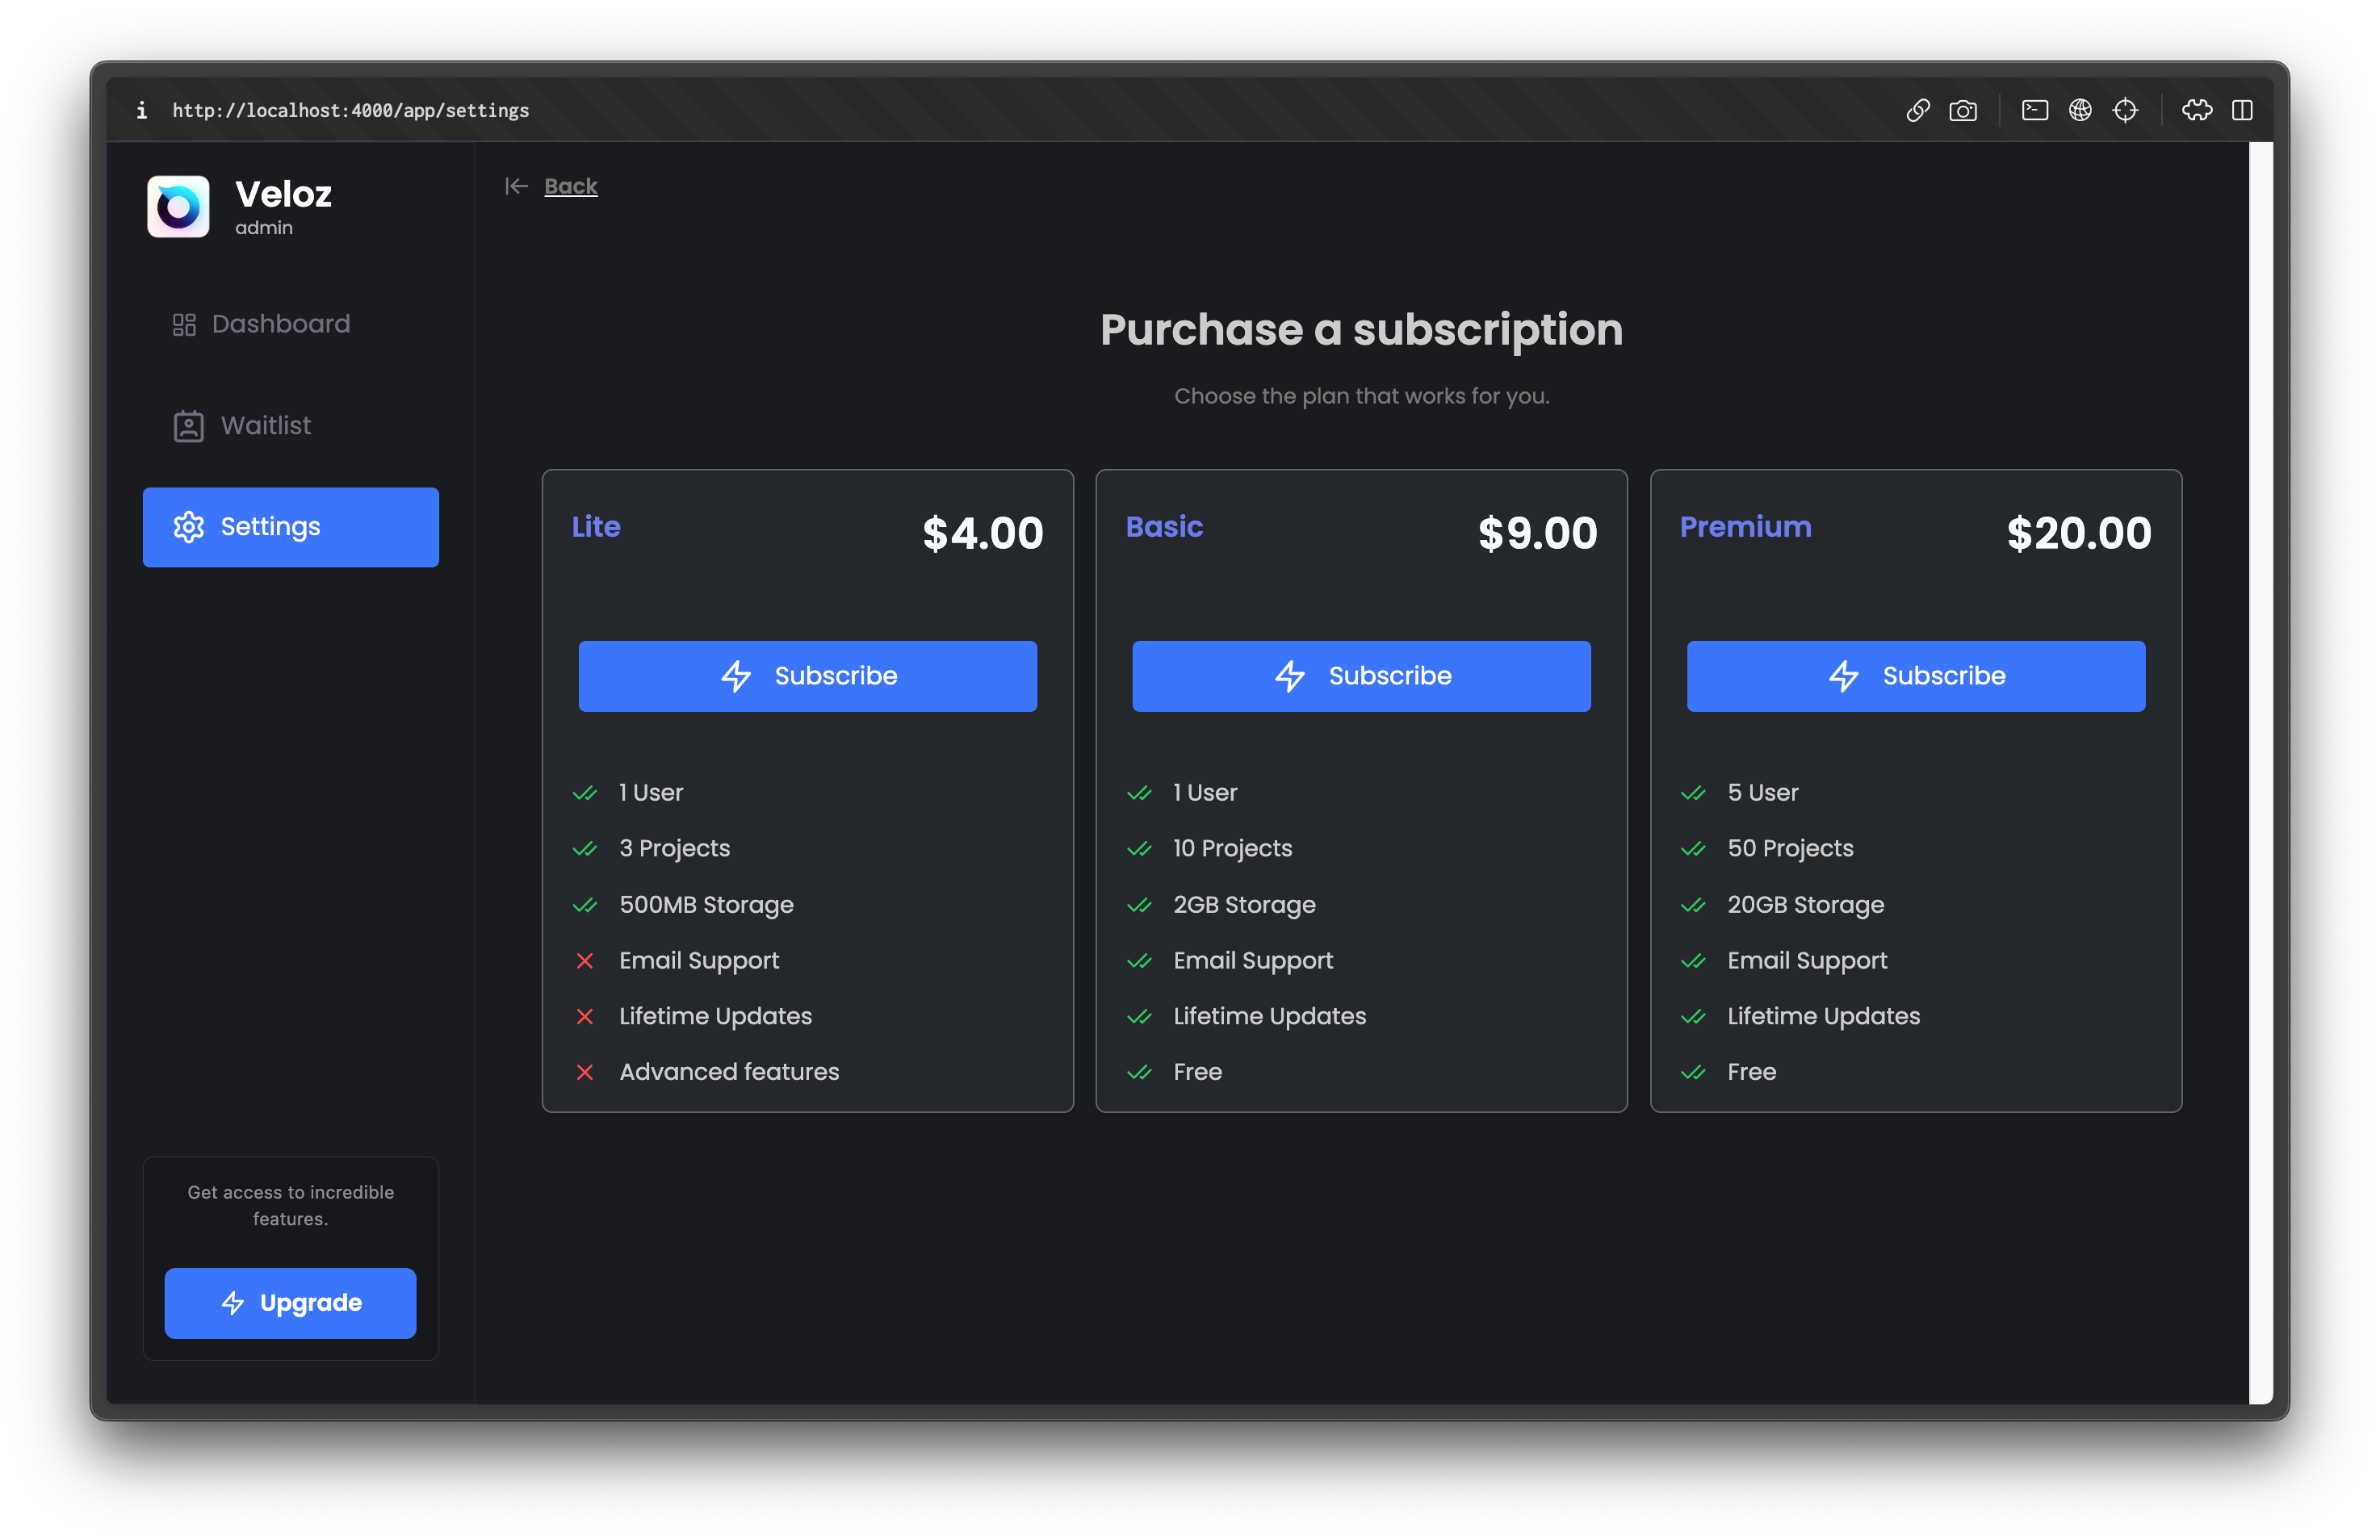 i http://localhost:4000/app/settings
Veloz
admin
Dashboard
Waitlist
Settings
Get access to incredible
features.
Upgrade
Back
Purchase a subscription
Choose the plan that works for you.
Lite
$4.00
Subscribe
1 User
3 Projects
500MB Storage
Email Support
Lifetime Updates
Advanced features
Basic
$9.00
Subscribe
1 User
10 Projects
2GB Storage
Email Support
Lifetime Updates
Free
Premium
$20.00
Subscribe
5 User
50 Projects
20GB Storage
Email Support
Lifetime Updates
Free